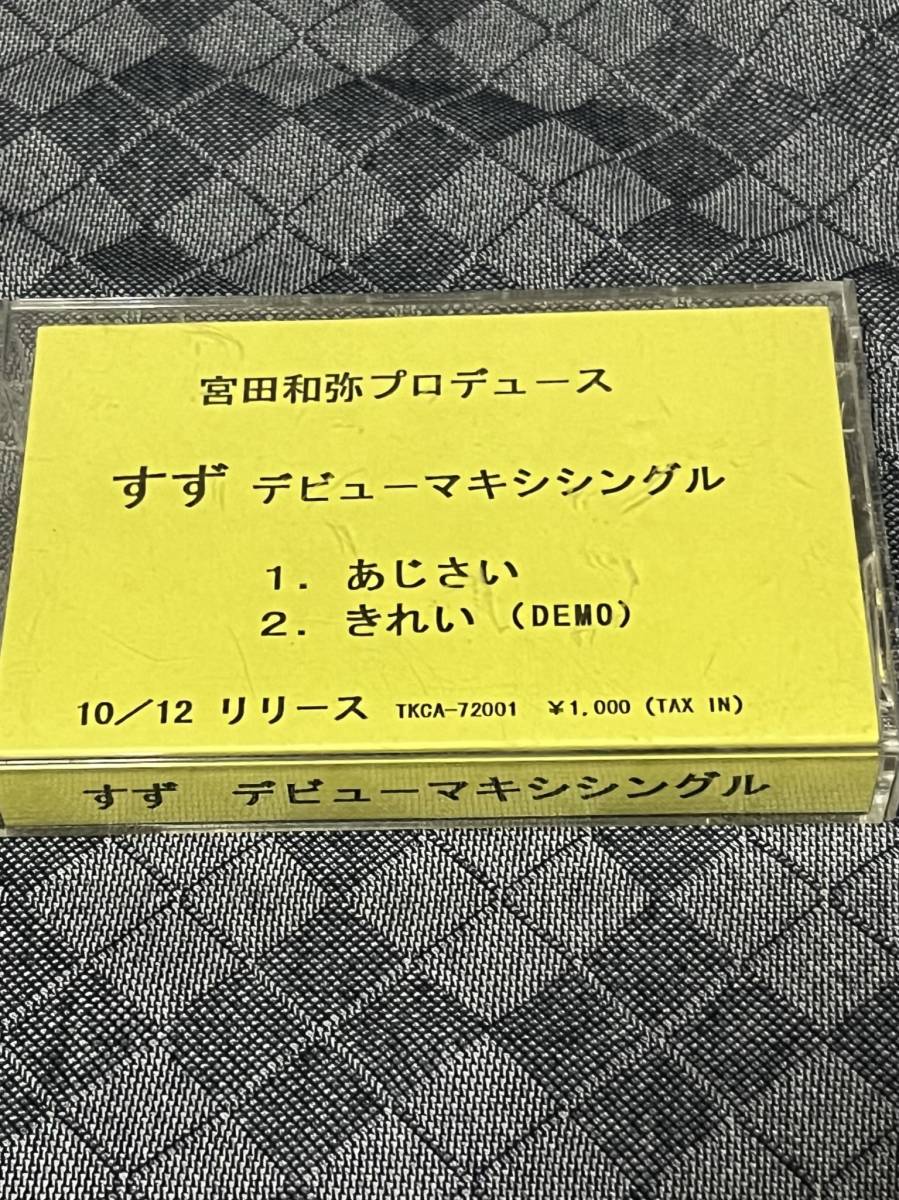 宮田和弥プロデュース
すず デビューマキシシングル
1. あじさい
2. きれい (DEMO)
10/12 リリース TKCA-72001 ¥1,000 (TAX IN)
すず デビューマキシシングル